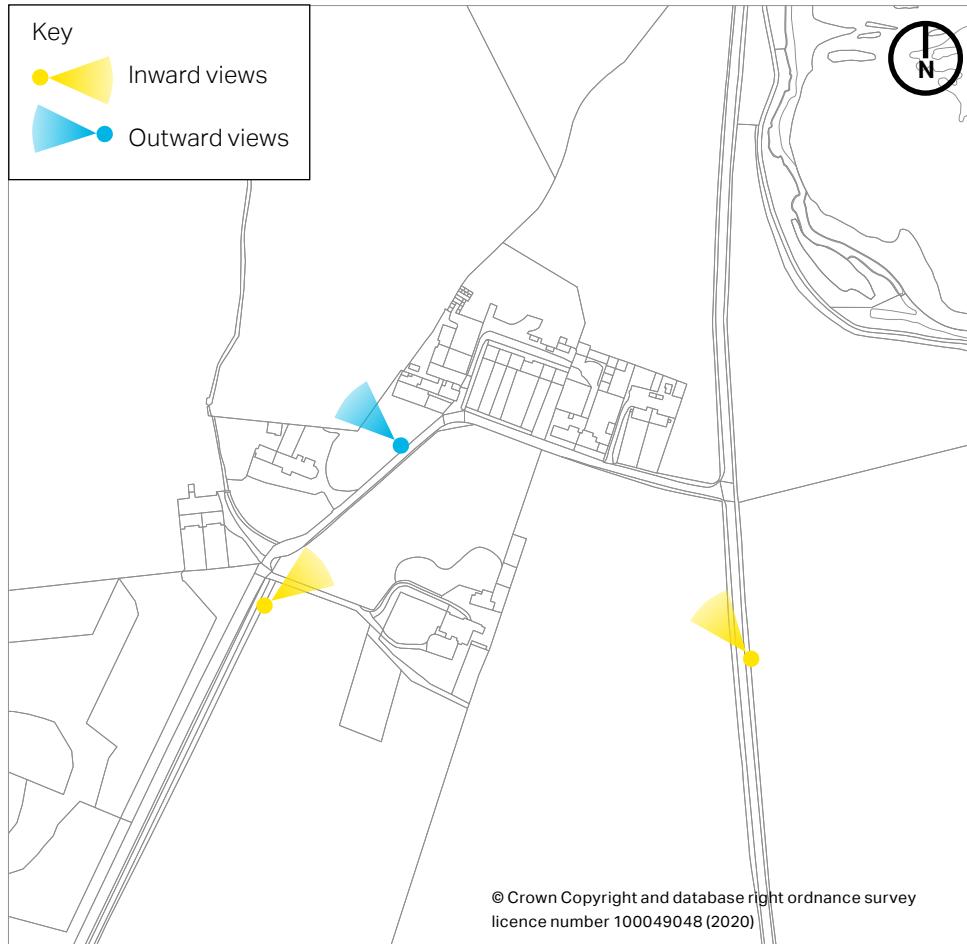 Key
Inward views
Outward views
N
© Crown Copyright and database right ordnance survey
licence number 100049048 (2020)